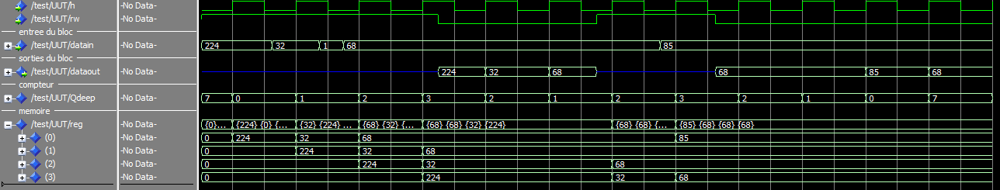 /test/UUT/h -No Data-
/test/UUT/rw -No Data-
entree du bloc
/test/UUT/datain -No Data- 224 32 1 68 85
sorties du bloc
/test/UUT/dataout -No Data- 224 32 68 68 85 68
compteur
/test/UUT/Qdeep -No Data- 7 0 1 2 3 2 1 2 3 2 1 0 7
memoire
/test/UUT/reg -No Data- {0}... {224} {0} {... {32} {224} ... {68} {32} {... {68} {68} {32} {224} {68} {68} {... {85} {68} {68} {68}
(0) -No Data- 0 224 32 68 85
(1) -No Data- 0 224 32 68
(2) -No Data- 0 224 32 68
(3) -No Data- 0 224 32 68